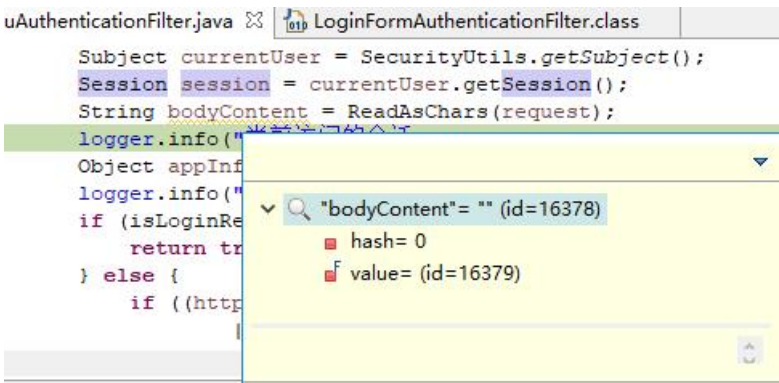 uAuthenticationFilter.java LoginFormAuthenticationFilter.class
Subject currentUser = SecurityUtils.getSubject();
Session session = currentUser.getSession();
String bodyContent = ReadAsChars(request);
logger.info("
Object appInf
logger.info("
if (isLoginRe
return tr
} else {
if ((http
"bodyContent"= "" (id=16378)
hash= 0
value= (id=16379)